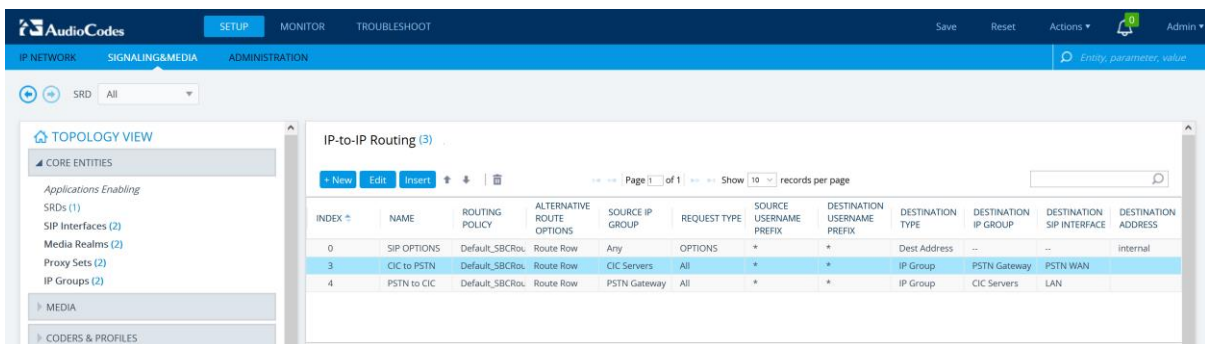 AudioCodes SETUP MONITOR TROUBLESHOOT Save Reset Actions 0 Admin
IP NETWORK SIGNALING&MEDIA ADMINISTRATION Entity, parameter, value
SRD All
TOPOLOGY VIEW
CORE ENTITIES
Applications Enabling
SRDs (1)
SIP Interfaces (2)
Media Realms (2)
Proxy Sets (2)
IP Groups (2)
MEDIA
CODERS & PROFILES
IP-to-IP Routing (3)
+ New Edit Insert Page 1 of 1 Show 10 records per page
INDEX NAME ROUTING POLICY ALTERNATIVE ROUTE OPTIONS SOURCE IP GROUP REQUEST TYPE SOURCE USERNAME PREFIX DESTINATION USERNAME PREFIX DESTINATION TYPE DESTINATION IP GROUP DESTINATION SIP INTERFACE DESTINATION ADDRESS
0 SIP OPTIONS Default_SBCRou Route Row Any OPTIONS * * Dest Address -- -- internal
3 CIC to PSTN Default_SBCRou Route Row CIC Servers All * * IP Group PSTN Gateway PSTN WAN
4 PSTN to CIC Default_SBCRou Route Row PSTN Gateway All * * IP Group CIC Servers LAN